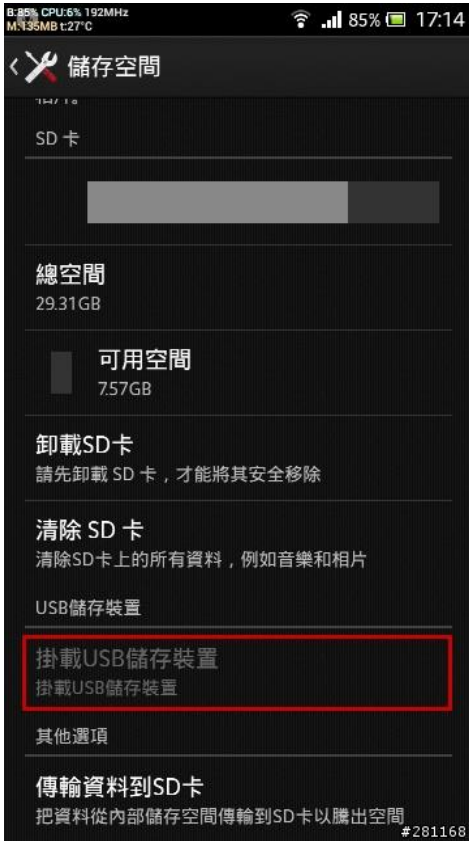 B:85% CPU:6% 192MHz
M:135MB t:27°C
85% 17:14
儲存空間
SD 卡
總空間
29.31GB
可用空間
7.57GB
卸載SD卡
請先卸載 SD 卡，才能將其安全移除
清除 SD 卡
清除SD卡上的所有資料，例如音樂和相片
USB儲存裝置
掛載USB儲存裝置
掛載USB儲存裝置
其他選項
傳輸資料到SD卡
把資料從內部儲存空間傳輸到SD卡以騰出空間
#281168